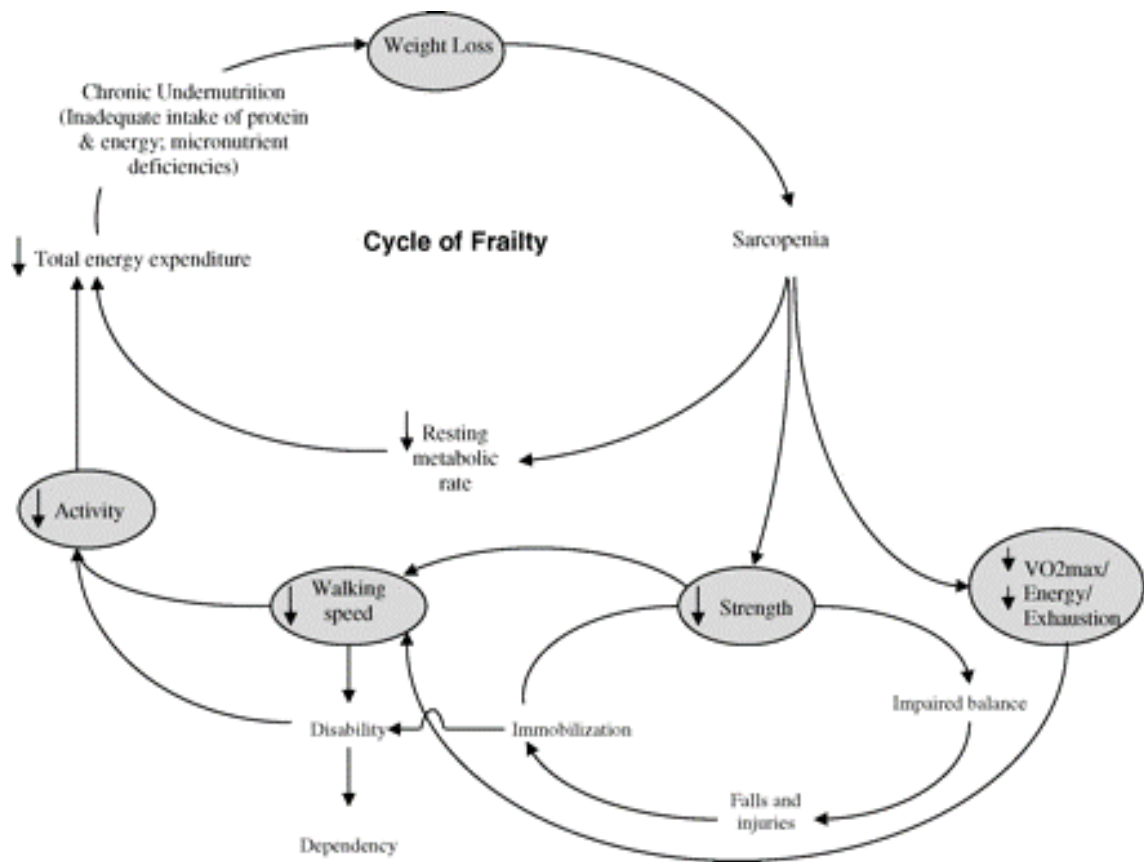 Weight Loss
Chronic Undernutrition
(Inadequate intake of protein
& energy; micronutrient
deficiencies)
Cycle of Frailty
Sarcopenia
↓ Total energy expenditure
↓ Resting
metabolic
rate
↓ Activity
↓ Walking
speed
↓ Strength
↓ VO2max/
↓ Energy/
Exhaustion
Impaired balance
Disability
Immobilization
Falls and
injuries
Dependency